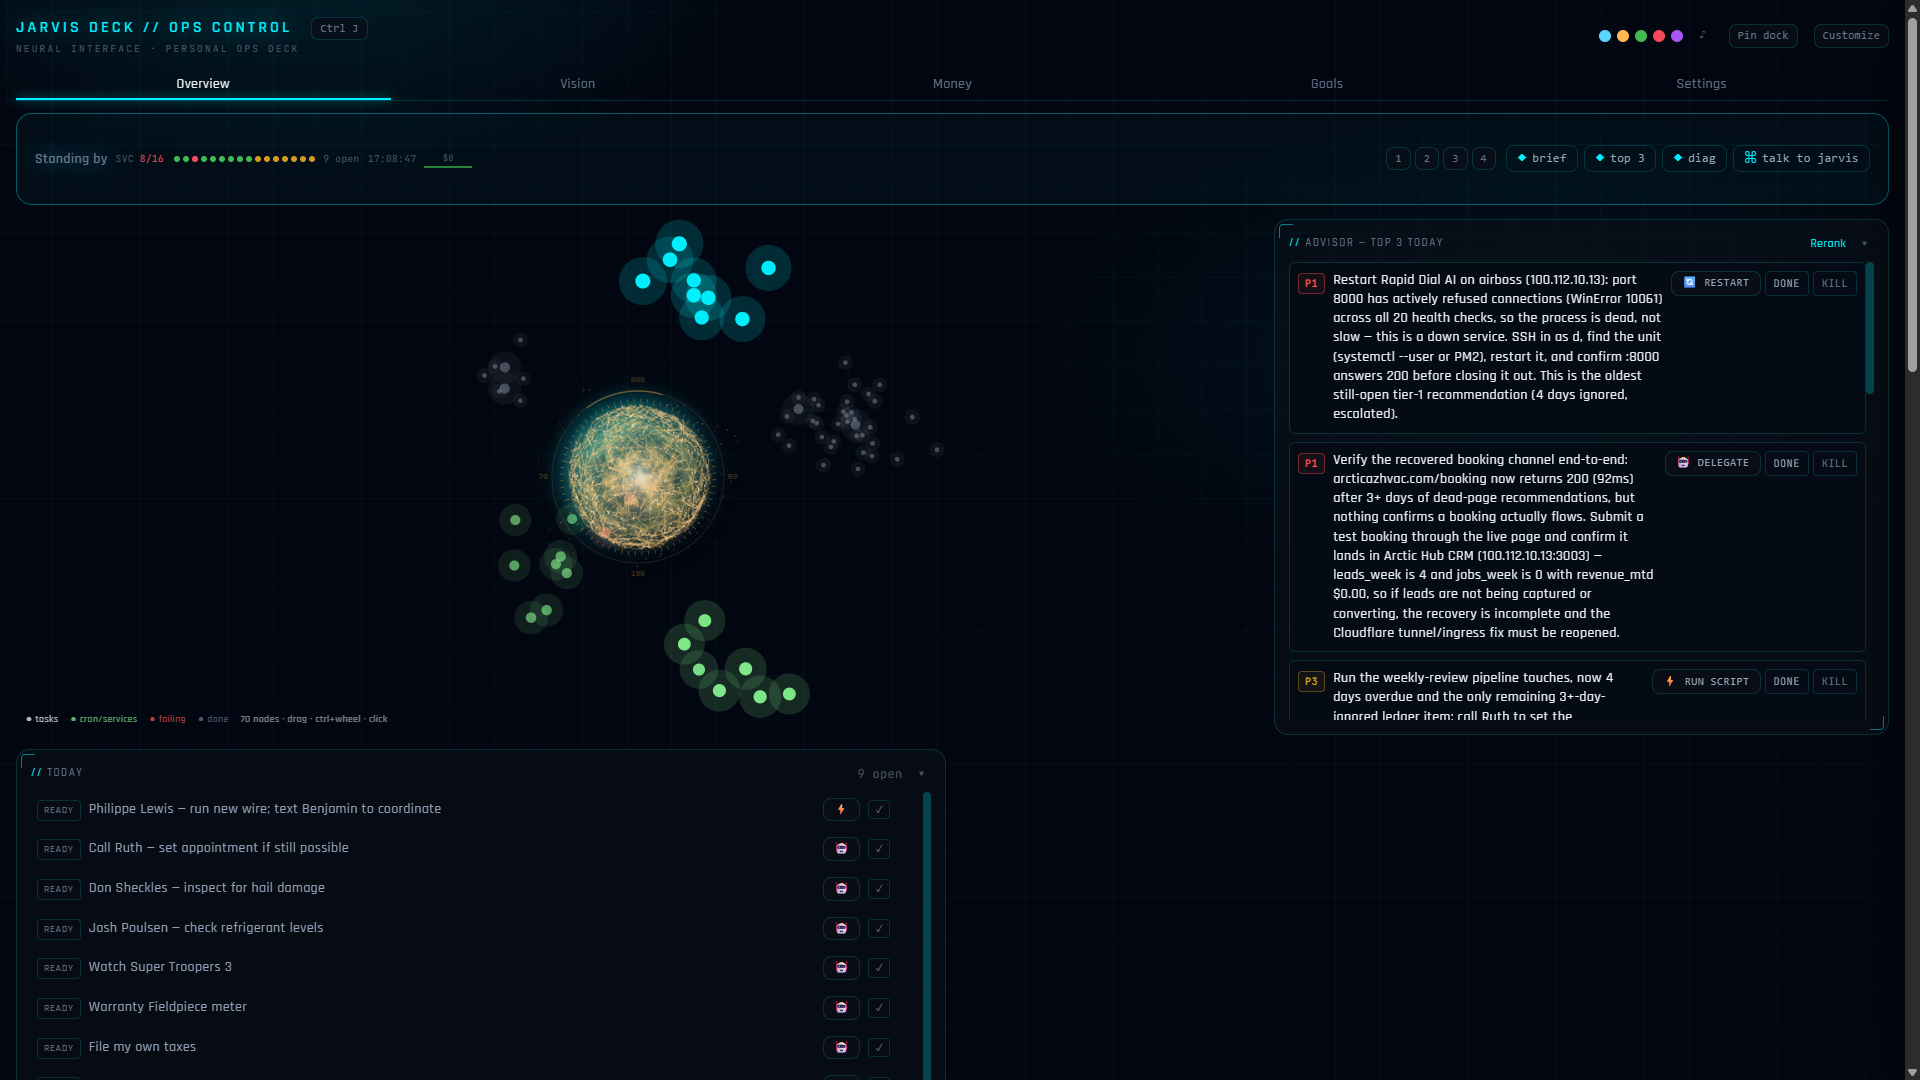 JARVIS DECK // OPS CONTROL
Ctrl J
NEURAL INTERFACE · PERSONAL OPS DECK
Pin dock
Customize
Overview
Vision
Money
Goals
Settings
Standing by
SVC 8/16
9 open
17:08:47
$0
1
2
3
4
brief
top 3
diag
talk to jarvis
000
70
09
100
tasks
cron/services
failing
done
70 nodes · drag · ctrl+wheel · click
// ADVISOR — TOP 3 TODAY
Rerank
P1
Restart Rapid Dial AI on airboss (100.112.10.13): port
8000 has actively refused connections (WinError 10061)
across all 20 health checks, so the process is dead, not
slow — this is a down service. SSH in as d, find the unit
(systemctl --user or PM2), restart it, and confirm :8000
answers 200 before closing it out. This is the oldest
still-open tier-1 recommendation (4 days ignored,
escalated).
RESTART
DONE
KILL
P1
Verify the recovered booking channel end-to-end:
arcticazhvac.com/booking now returns 200 (92ms)
after 3+ days of dead-page recommendations, but
nothing confirms a booking actually flows. Submit a
test booking through the live page and confirm it
lands in Arctic Hub CRM (100.112.10.13:3003) —
leads_week is 4 and jobs_week is 0 with revenue_mtd
$0.00, so if leads are not being captured or
converting, the recovery is incomplete and the
Cloudflare tunnel/ingress fix must be reopened.
DELEGATE
DONE
KILL
P3
Run the weekly-review pipeline touches, now 4
days overdue and the only remaining 3+-day-
ignored ledger item: call Ruth to set the
RUN SCRIPT
DONE
KILL
// TODAY
9 open
READY
Philippe Lewis — run new wire; text Benjamin to coordinate
READY
Call Ruth — set appointment if still possible
READY
Don Sheckles — inspect for hail damage
READY
Josh Poulsen — check refrigerant levels
READY
Watch Super Troopers 3
READY
Warranty Fieldpiece meter
READY
File my own taxes